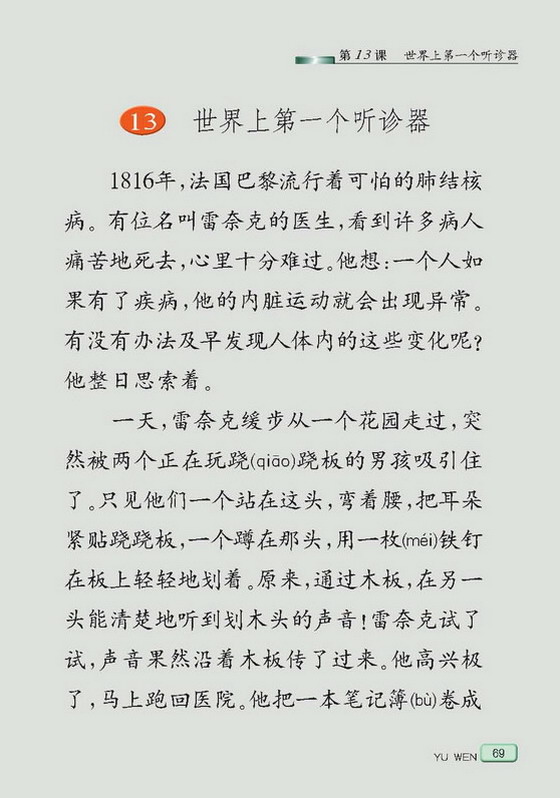 第13课 世界上第一个听诊器
13 世界上第一个听诊器
1816年，法国巴黎流行着可怕的肺结核
病。有位名叫雷奈克的医生，看到许多病人
痛苦地死去，心里十分难过。他想：一个人如
果有了疾病，他的内脏运动就会出现异常。
有没有办法及早发现人体内的这些变化呢？
他整日思索着。
一天，雷奈克缓步从一个花园走过，突
然被两个正在玩跷(qiāo)跷板的男孩吸引住
了。只见他们一个站在这头，弯着腰，把耳朵
紧贴跷跷板，一个蹲在那头，用一枚(méi)铁钉
在板上轻轻地划着。原来，通过木板，在另一
头能清楚地听到划木头的声音！雷奈克试了
试，声音果然沿着木板传了过来。他高兴极
了，马上跑回医院。他把一本笔记簿(bù)卷成
YU WEN 69